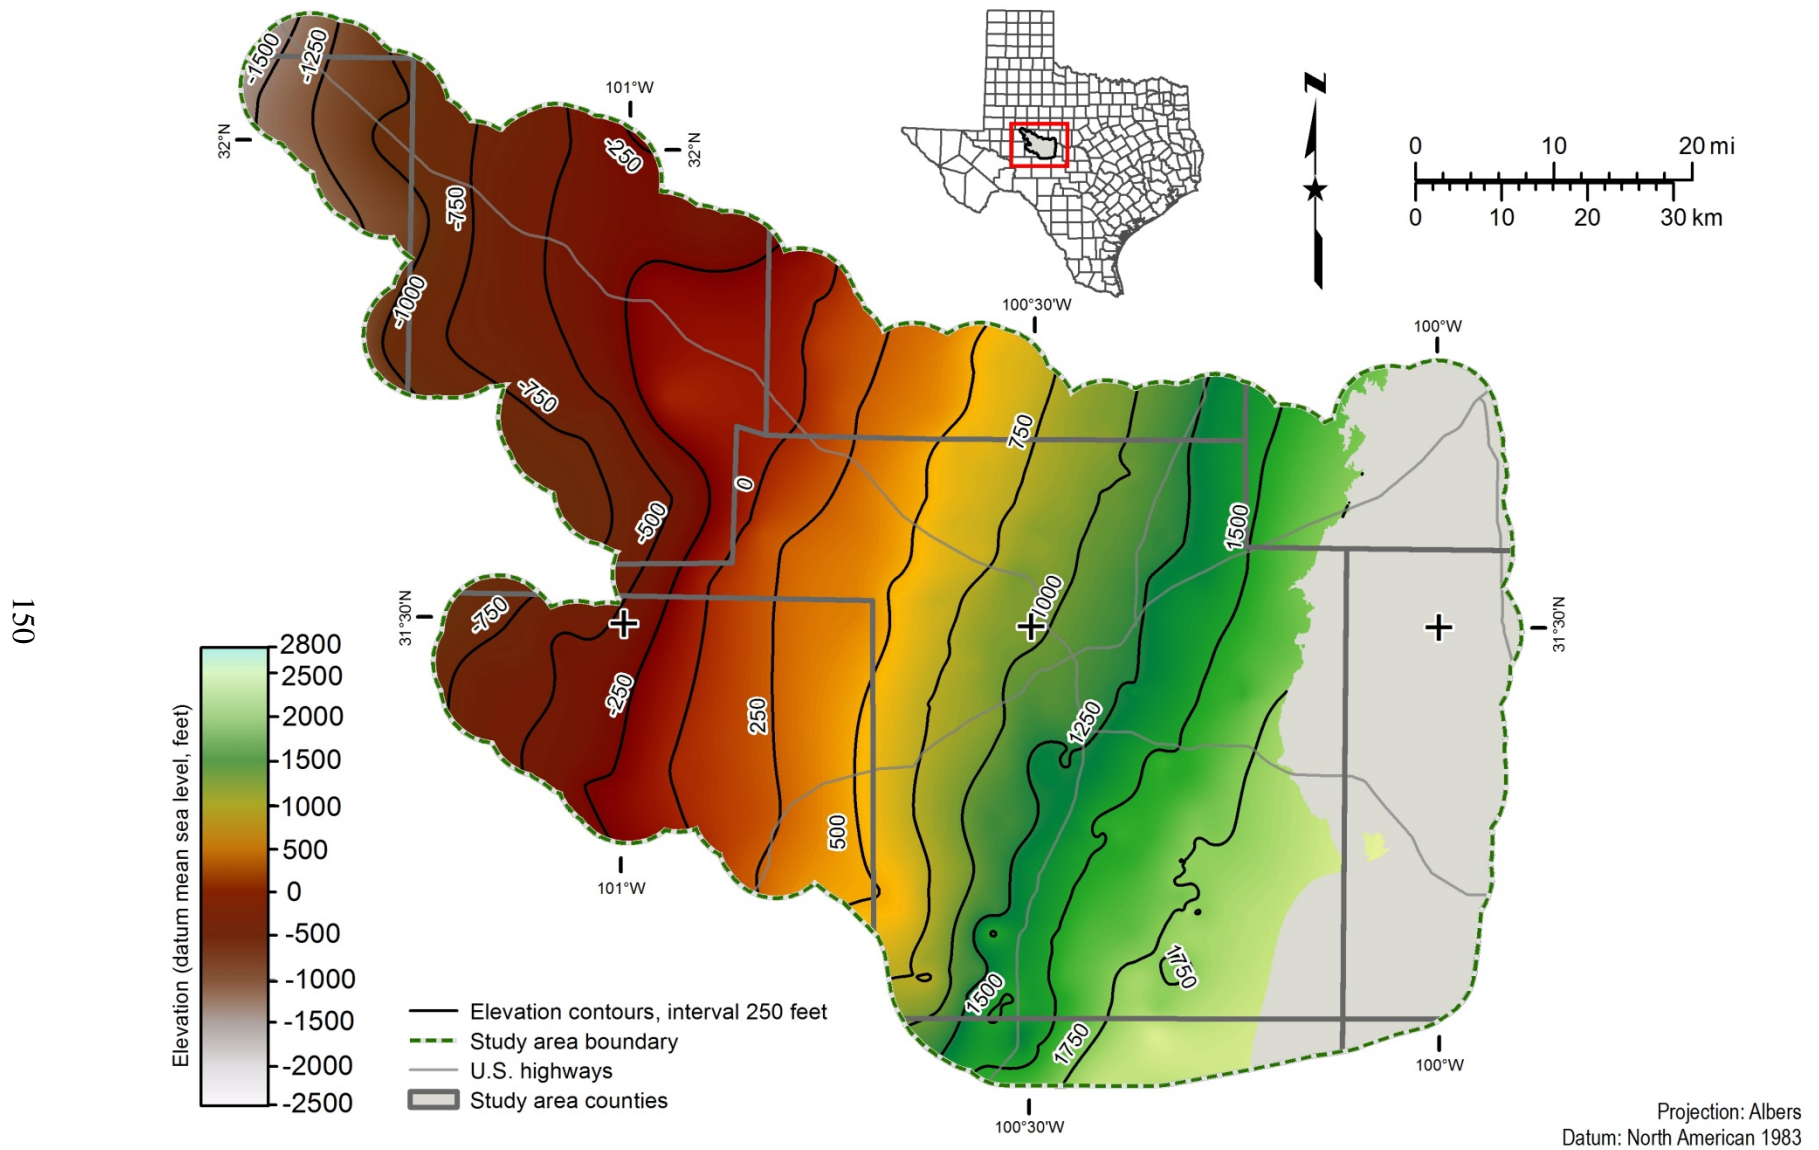 -1500
-1250
101°W
32°N
32°N
-250
-750
-1000
-750
-500
0
-750
-250
250
500
750
1000
1250
1500
1500
1750
1750
100°30'W
100°W
31°30'N
31°30'N
101°W
100°30'W
100°W
Z
0 10 20 mi
0 10 20 30 km
150
Elevation (datum mean sea level, feet)
2800
2500
2000
1500
1000
500
0
-500
-1000
-1500
-2000
-2500
Elevation contours, interval 250 feet
Study area boundary
U.S. highways
Study area counties
Projection: Albers
Datum: North American 1983